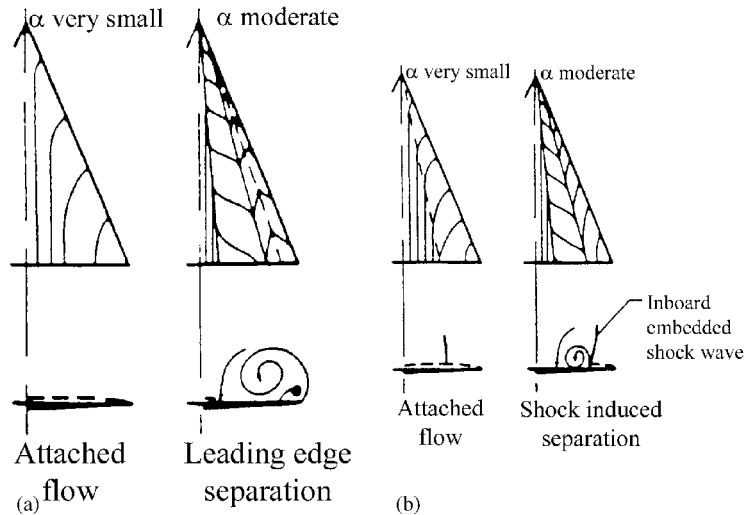 α very small
α moderate
Attached
flow
Leading edge
separation
(a)
α very small
α moderate
Inboard
embedded
shock wave
Attached
flow
Shock induced
separation
(b)